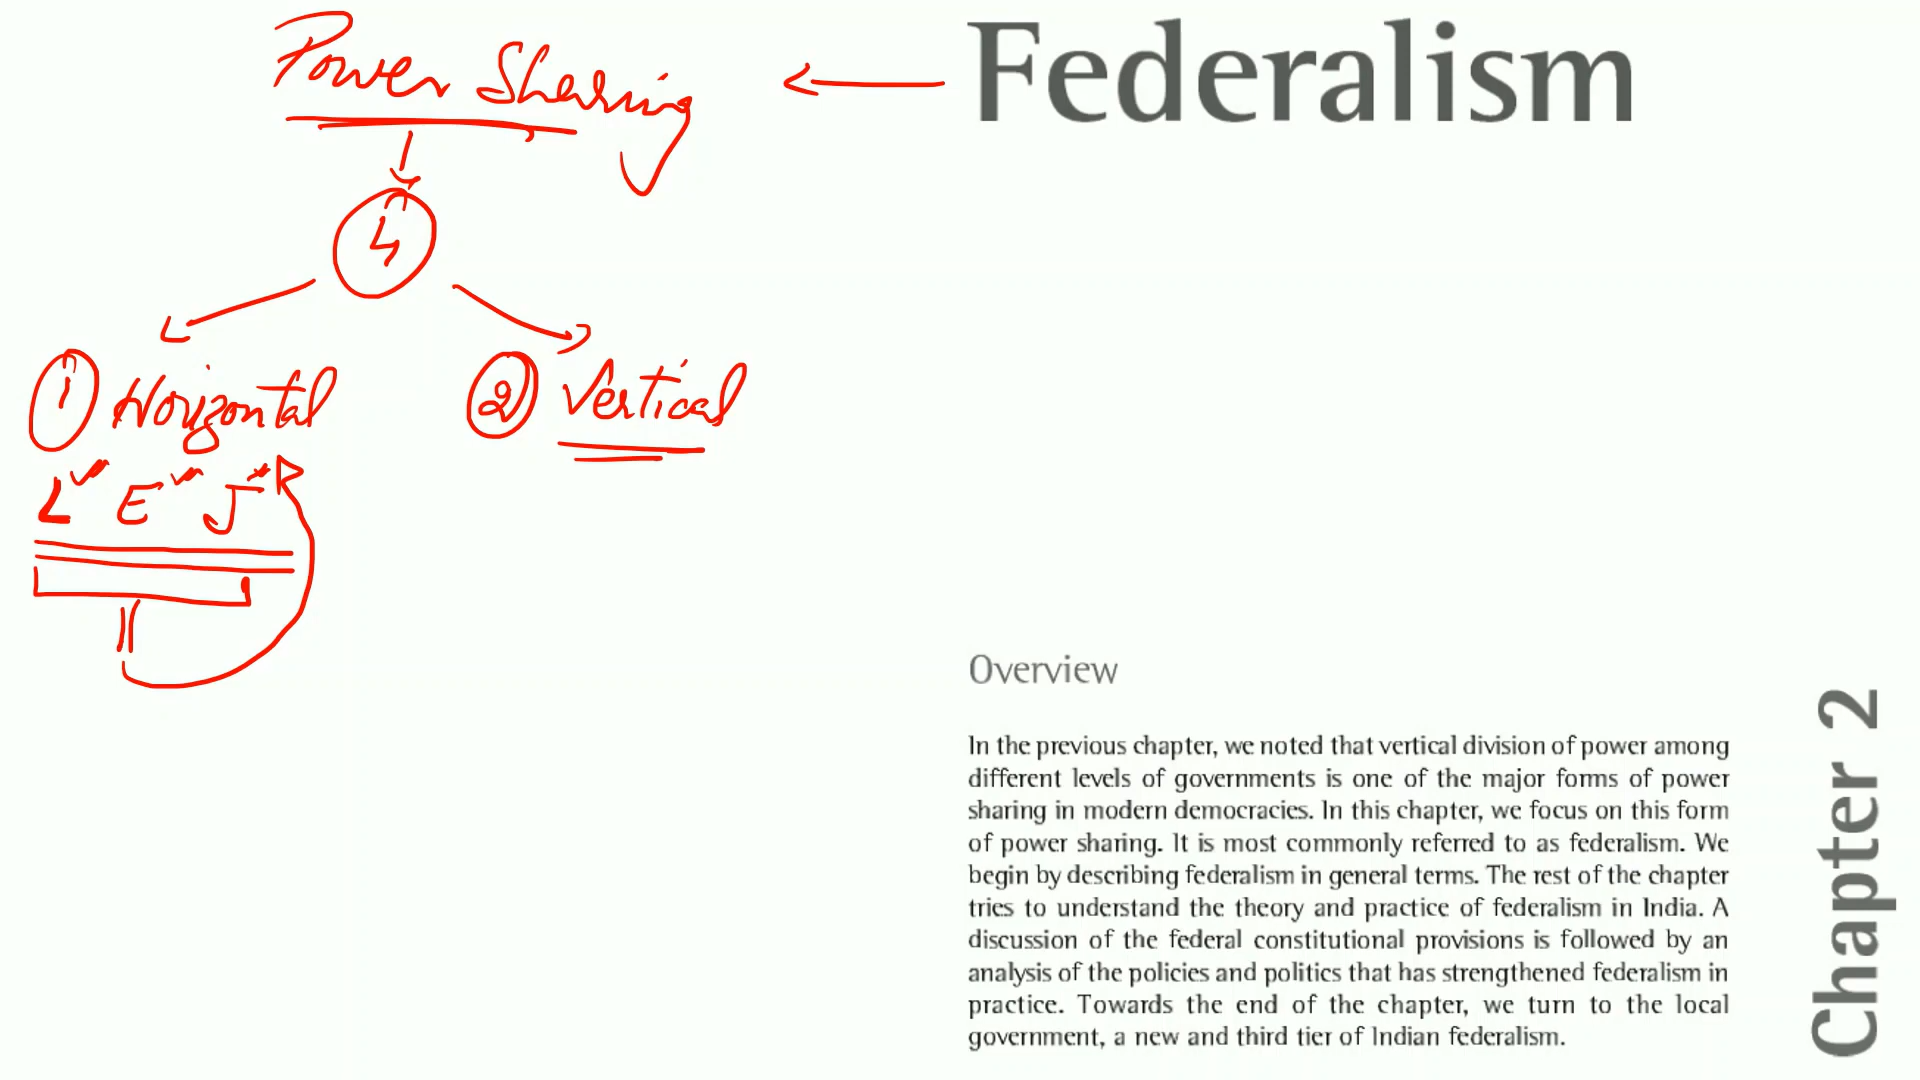 Power Sharing
Federalism
4
1 Horizontal
2 Vertical
L E J
Overview
In the previous chapter, we noted that vertical division of power among
different levels of governments is one of the major forms of power
sharing in modern democracies. In this chapter, we focus on this form
of power sharing. It is most commonly referred to as federalism. We
begin by describing federalism in general terms. The rest of the chapter
tries to understand the theory and practice of federalism in India. A
discussion of the federal constitutional provisions is followed by an
analysis of the policies and politics that has strengthened federalism in
practice. Towards the end of the chapter, we turn to the local
government, a new and third tier of Indian federalism.
Chapter 2